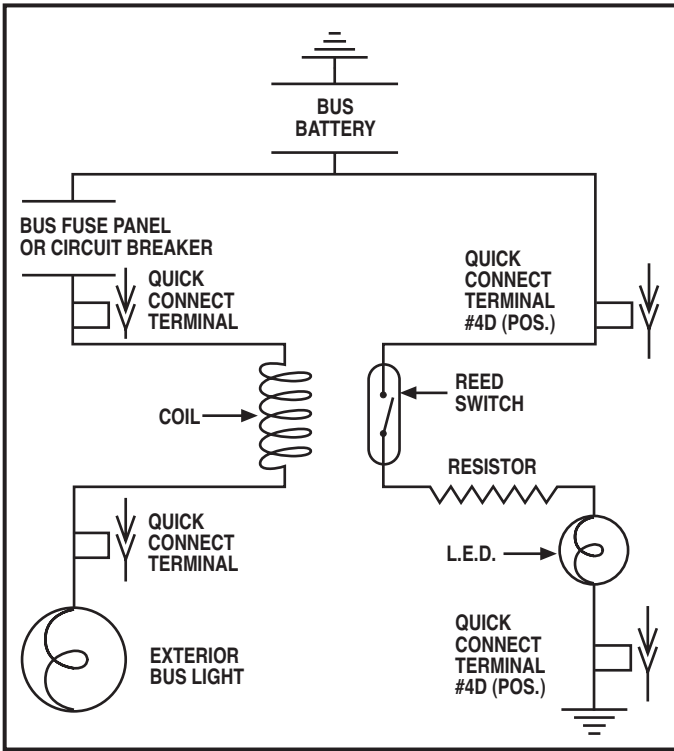 BUS
BATTERY
BUS FUSE PANEL
OR CIRCUIT BREAKER
QUICK
CONNECT
TERMINAL
QUICK
CONNECT
TERMINAL
#4D (POS.)
COIL
REED
SWITCH
RESISTOR
QUICK
CONNECT
TERMINAL
L.E.D.
EXTERIOR
BUS LIGHT
QUICK
CONNECT
TERMINAL
#4D (POS.)